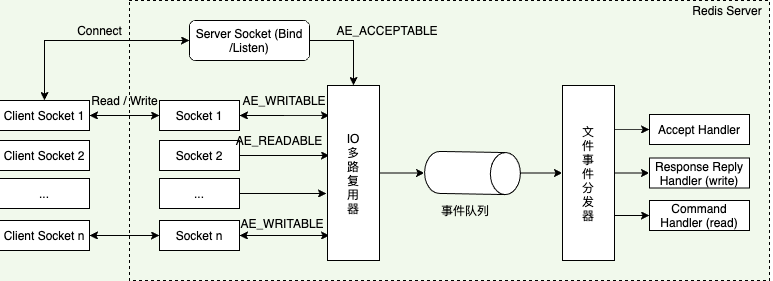 Redis Server
Connect
Server Socket (Bind
/Listen)
AE_ACCEPTABLE
Client Socket 1
Read / Write
Socket 1
AE_WRITABLE
Client Socket 2
Socket 2
AE_READABLE
...
...
Client Socket n
Socket n
AE_WRITABLE
IO
多
路
复
用
器
事件队列
文
件
事
件
分
发
器
Accept Handler
Response Reply
Handler (write)
Command
Handler (read)